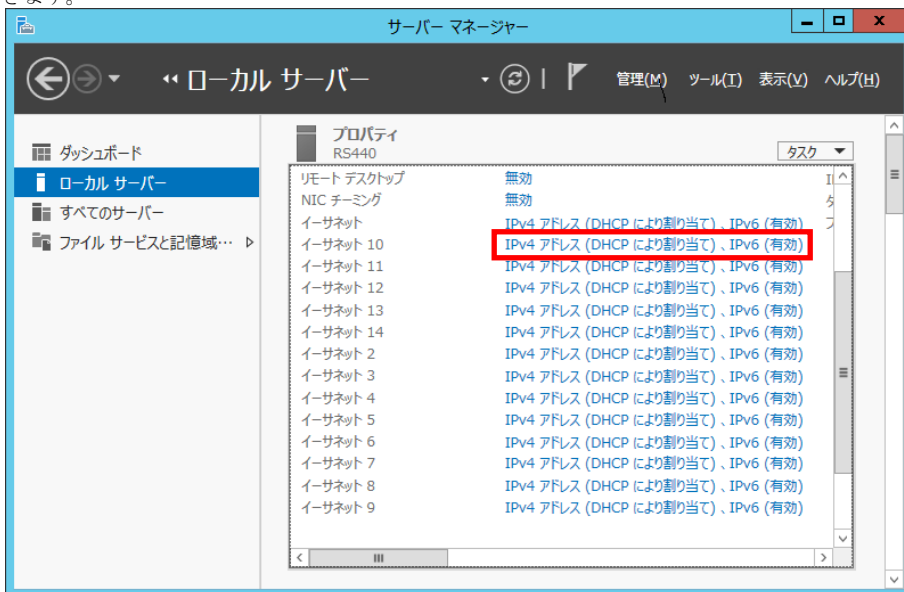 きます。
サーバー マネージャー
ローカル サーバー
管理(M) ツール(T) 表示(V) ヘルプ(H)
ダッシュボード
ローカル サーバー
すべてのサーバー
ファイル サービスと記憶域…
プロパティ
RS440
タスク
リモート デスクトップ 無効
NIC チーミング 無効
イーサネット IPv4 アドレス (DHCP により割り当て) 、IPv6 (有効)
イーサネット 10 IPv4 アドレス (DHCP により割り当て) 、IPv6 (有効)
イーサネット 11 IPv4 アドレス (DHCP により割り当て) 、IPv6 (有効)
イーサネット 12 IPv4 アドレス (DHCP により割り当て) 、IPv6 (有効)
イーサネット 13 IPv4 アドレス (DHCP により割り当て) 、IPv6 (有効)
イーサネット 14 IPv4 アドレス (DHCP により割り当て) 、IPv6 (有効)
イーサネット 2 IPv4 アドレス (DHCP により割り当て) 、IPv6 (有効)
イーサネット 3 IPv4 アドレス (DHCP により割り当て) 、IPv6 (有効)
イーサネット 4 IPv4 アドレス (DHCP により割り当て) 、IPv6 (有効)
イーサネット 5 IPv4 アドレス (DHCP により割り当て) 、IPv6 (有効)
イーサネット 6 IPv4 アドレス (DHCP により割り当て) 、IPv6 (有効)
イーサネット 7 IPv4 アドレス (DHCP により割り当て) 、IPv6 (有効)
イーサネット 8 IPv4 アドレス (DHCP により割り当て) 、IPv6 (有効)
イーサネット 9 IPv4 アドレス (DHCP により割り当て) 、IPv6 (有効)